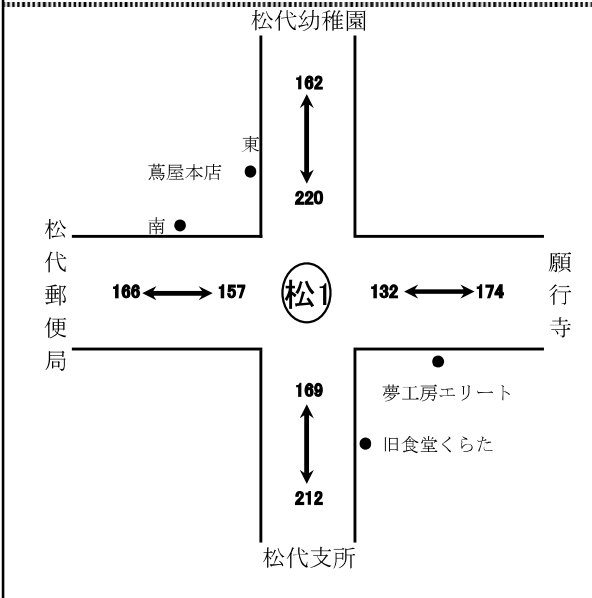 松代幼稚園
162
東
蔦屋本店
220
南
松代郵便局
166
157
松1
132
174
願行寺
169
夢工房エリート
旧食堂くらた
212
松代支所